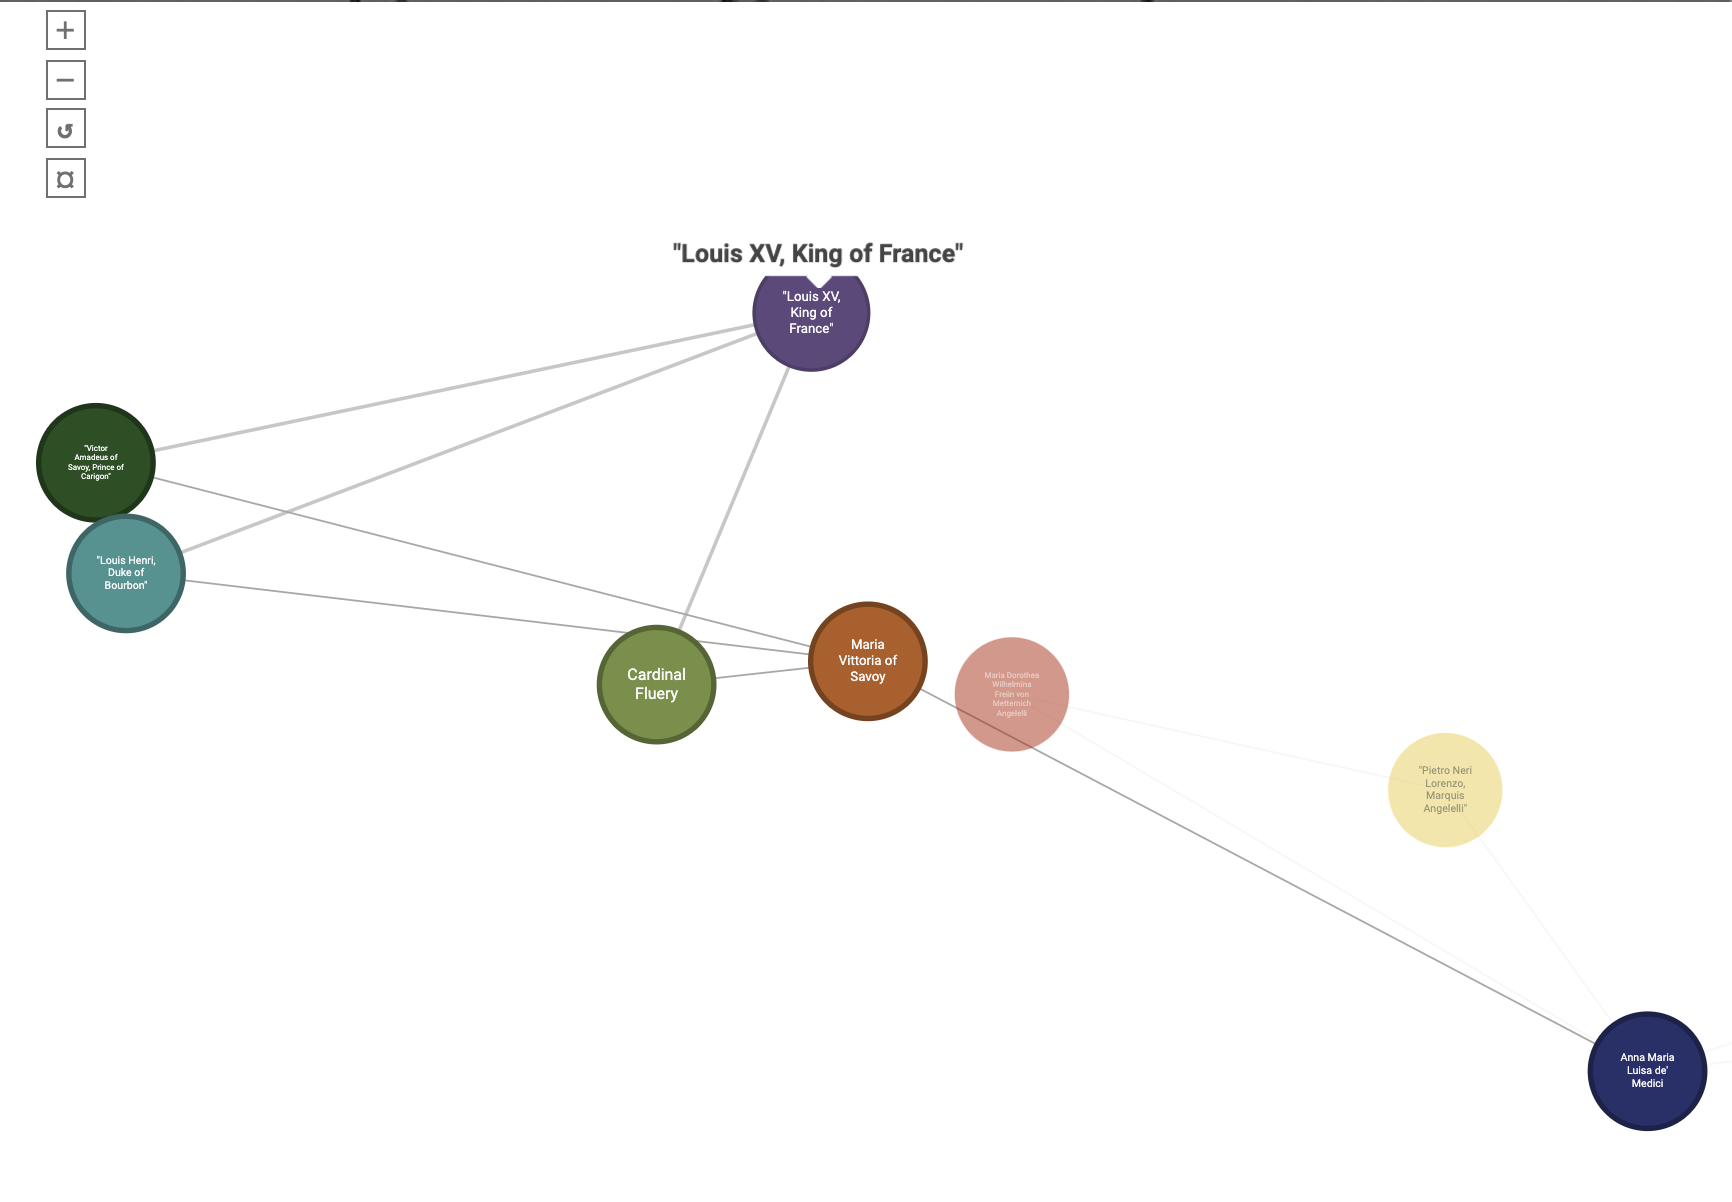 +
−
↺
¤
"Louis XV, King of France"
"Louis XV,
King of
France"
"Victor
Amadeus of
Savoy, Prince of
Carigon"
"Louis Henri,
Duke of
Bourbon"
Cardinal
Fluery
Maria
Vittoria of
Savoy
Maria Dorothea
Wilhelmina
Freiin von
Metternich
Angelelli
"Pietro Neri
Lorenzo,
Marquis
Angelelli"
Anna Maria
Luisa de'
Medici